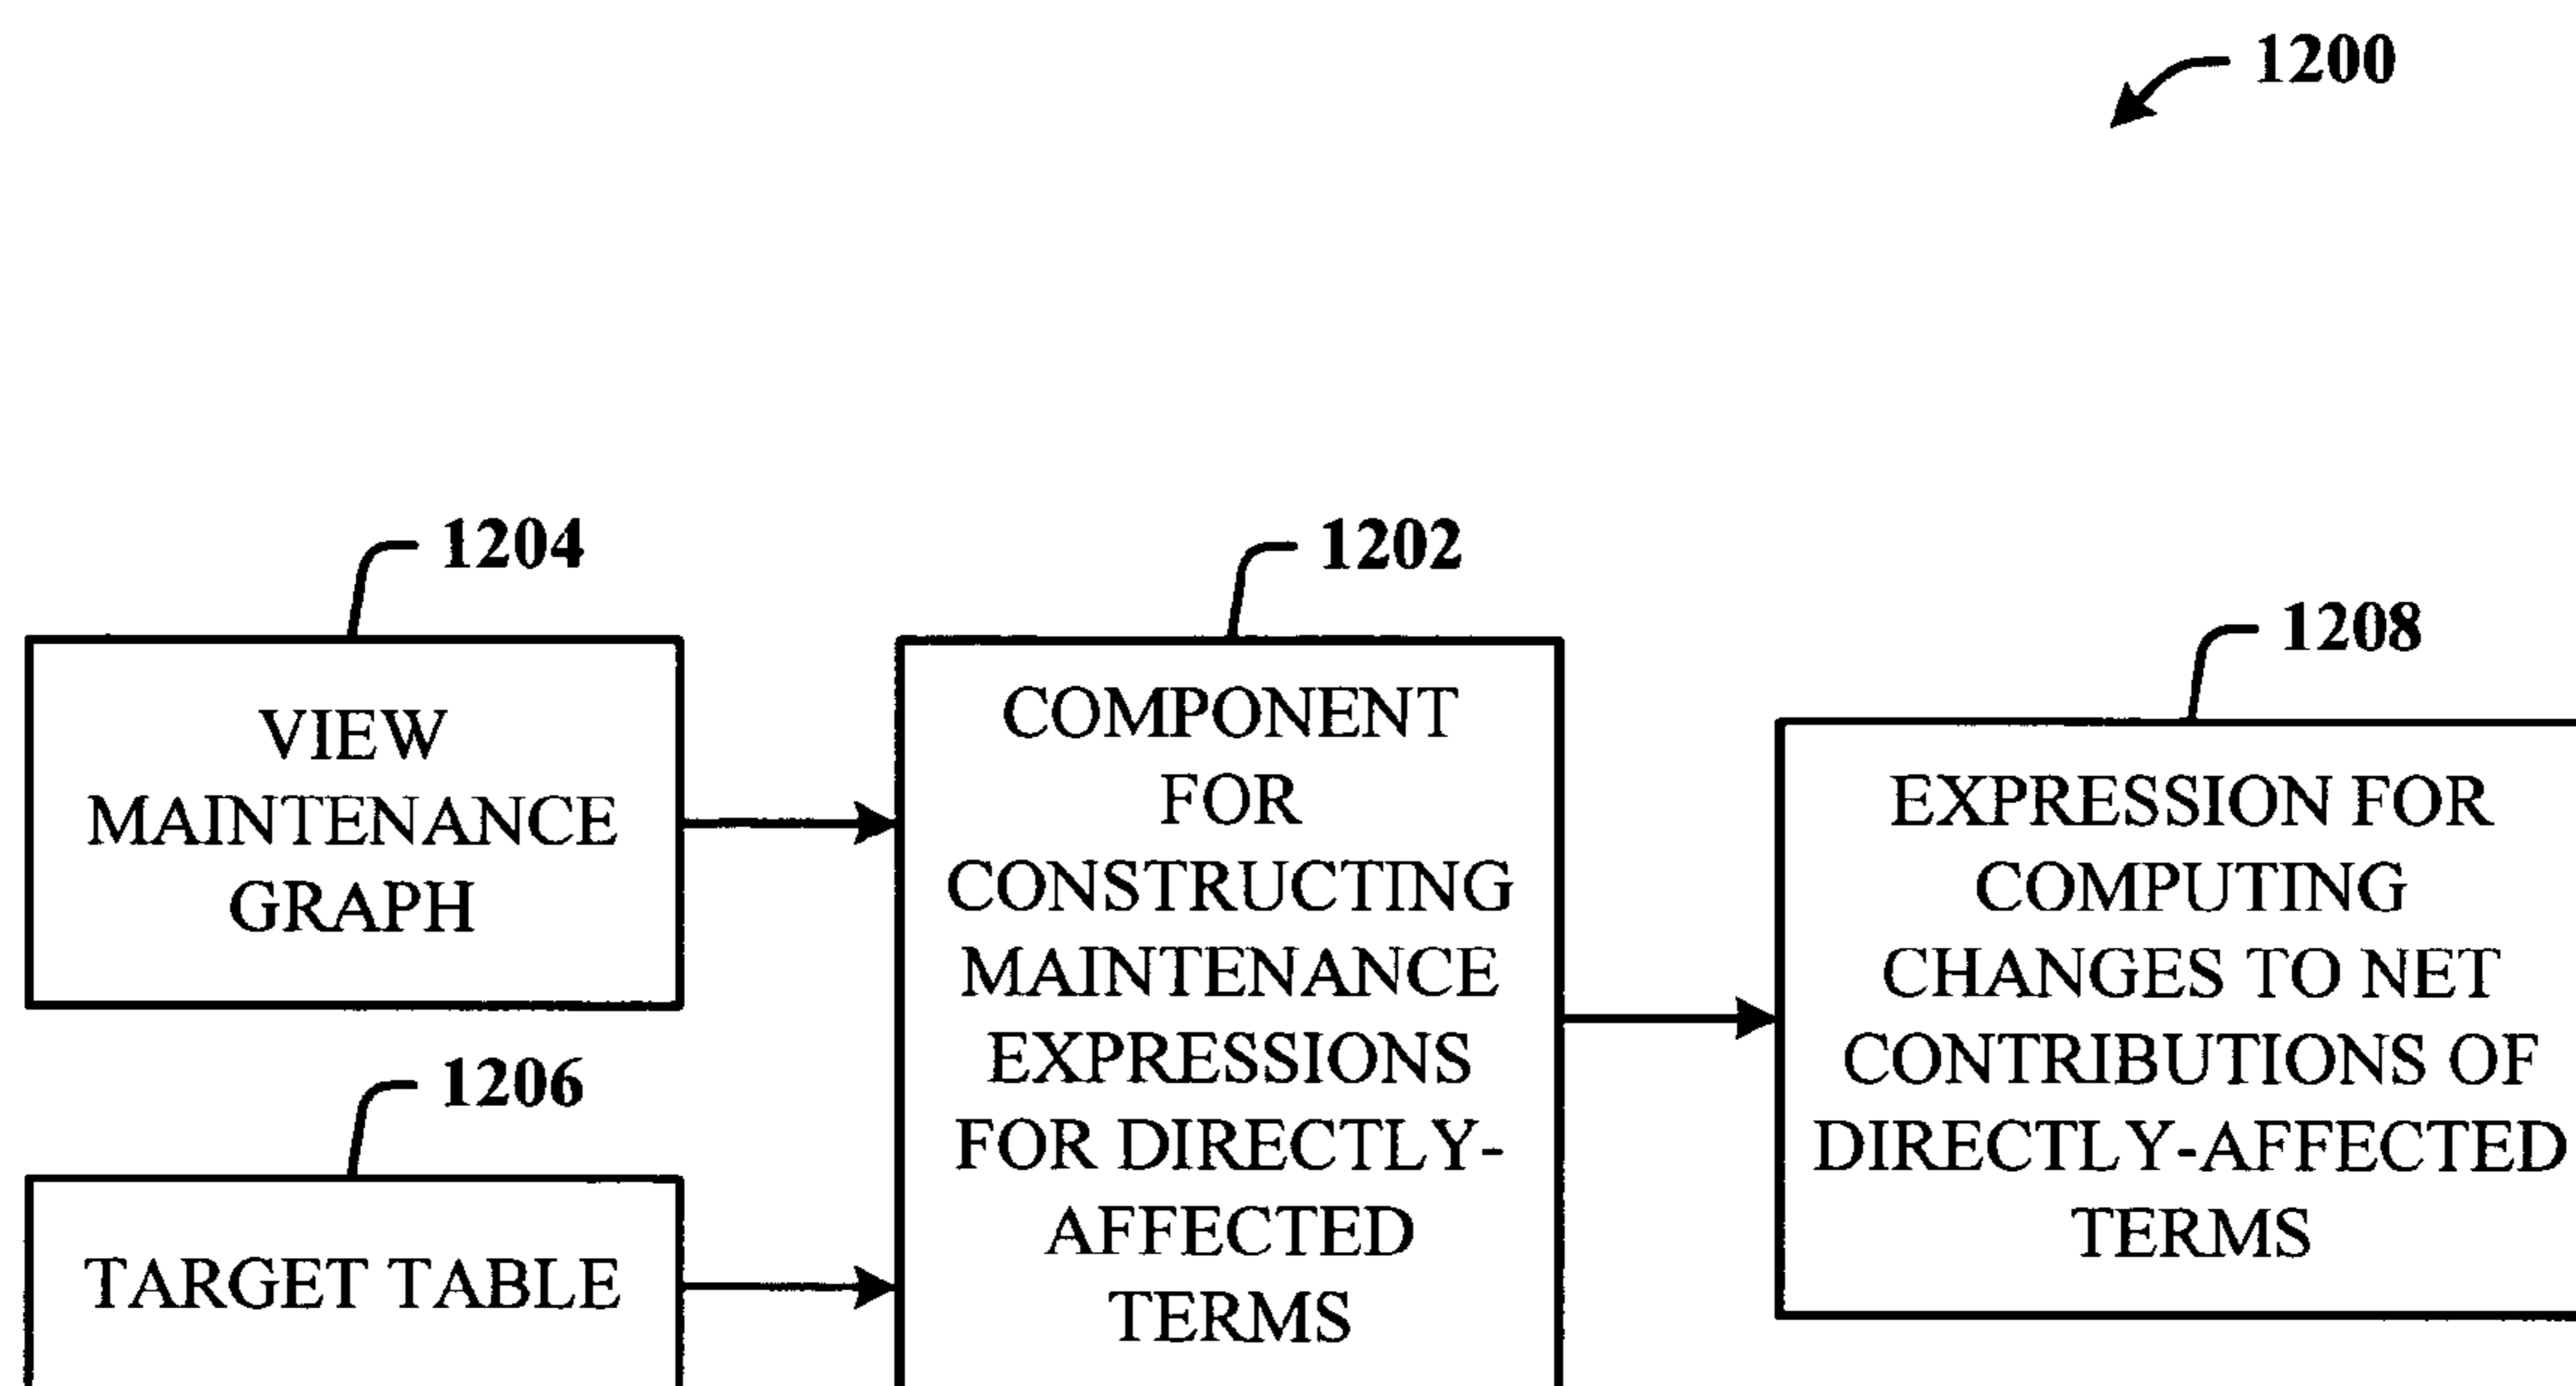 1200
1204
VIEW
MAINTENANCE
GRAPH
1206
TARGET TABLE
1202
COMPONENT
FOR
CONSTRUCTING
MAINTENANCE
EXPRESSIONS
FOR DIRECTLY-
AFFECTED
TERMS
1208
EXPRESSION FOR
COMPUTING
CHANGES TO NET
CONTRIBUTIONS OF
DIRECTLY-AFFECTED
TERMS